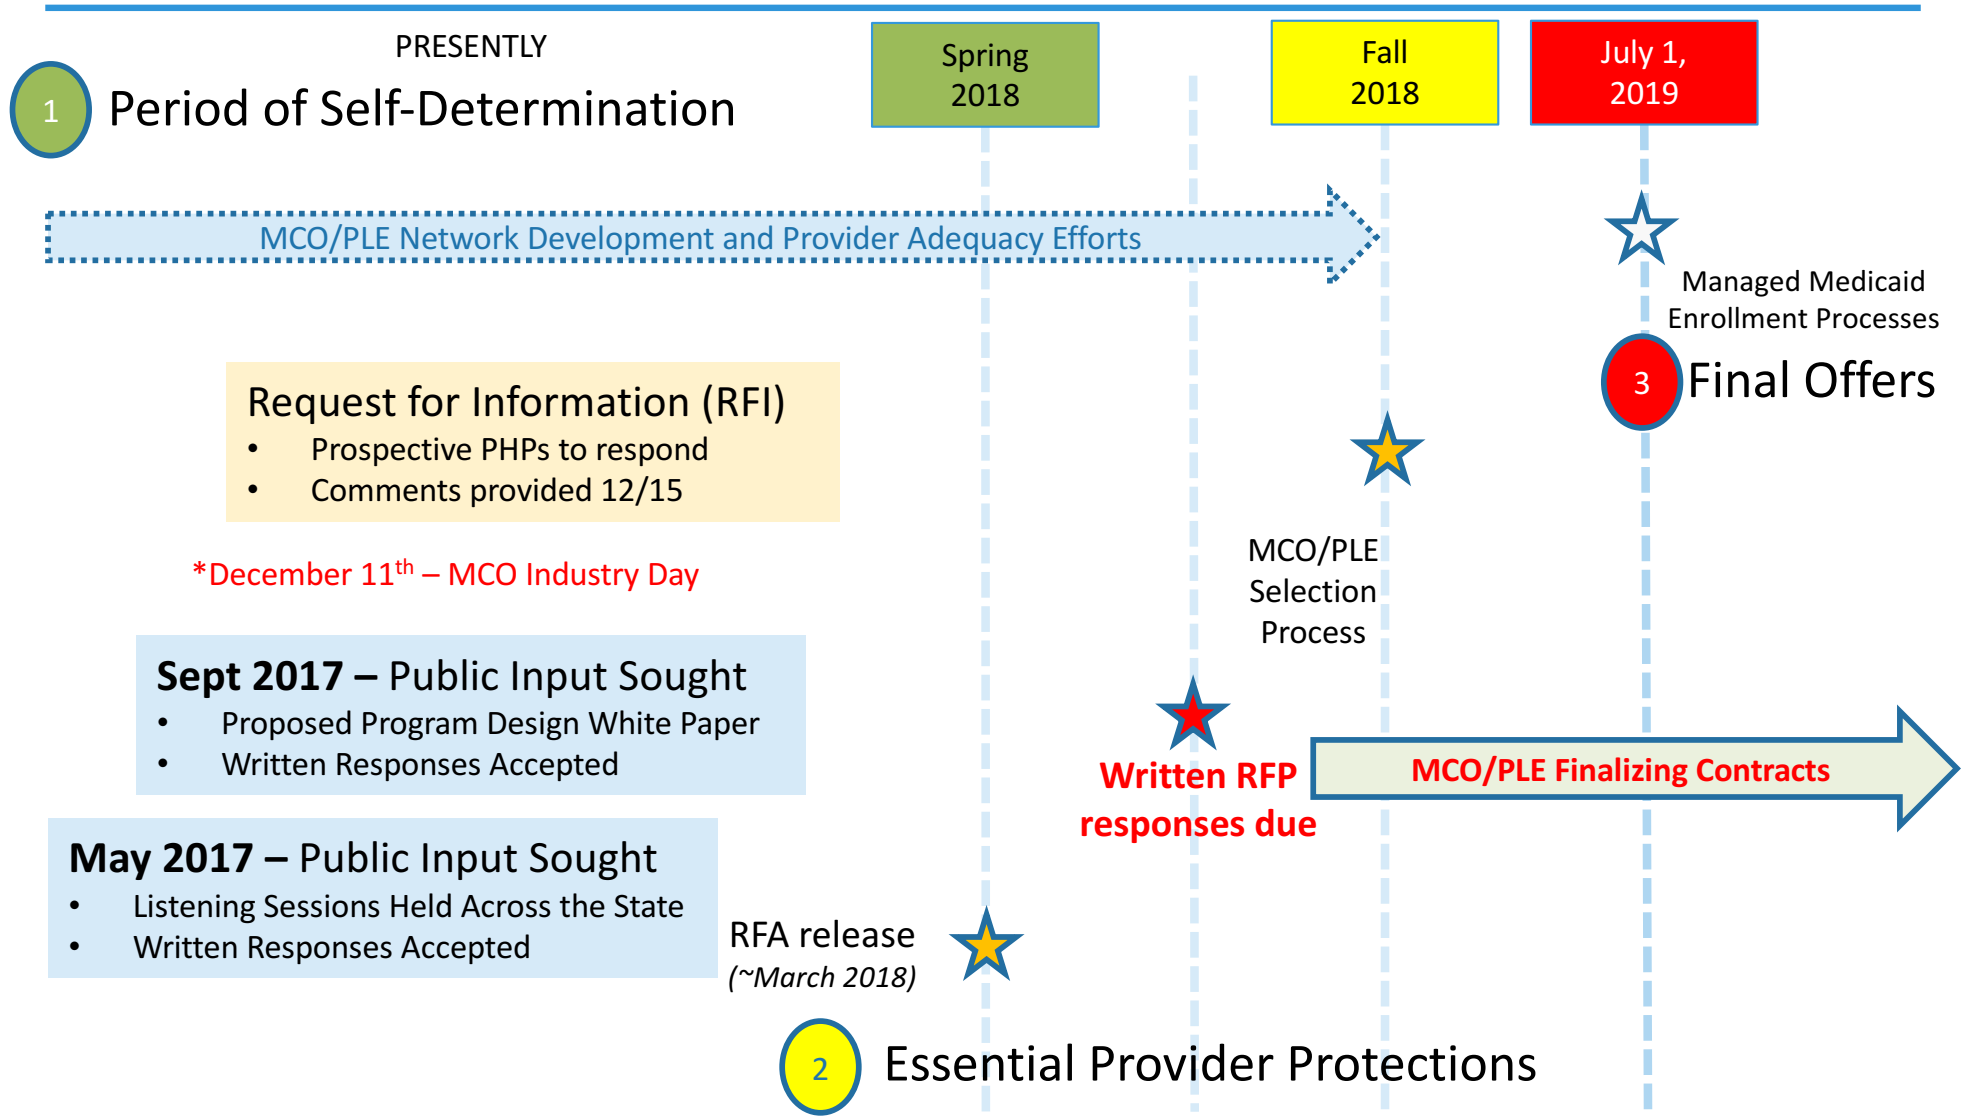 PRESENTLY
1
Period of Self-Determination
Spring
2018
Fall
2018
July 1,
2019
MCO/PLE Network Development and Provider Adequacy Efforts
Managed Medicaid
Enrollment Processes
3
Final Offers
Request for Information (RFI)
• Prospective PHPs to respond
• Comments provided 12/15
*December 11th – MCO Industry Day
MCO/PLE
Selection
Process
Sept 2017 – Public Input Sought
• Proposed Program Design White Paper
• Written Responses Accepted
Written RFP
responses due
MCO/PLE Finalizing Contracts
May 2017 – Public Input Sought
• Listening Sessions Held Across the State
• Written Responses Accepted
RFA release
(~March 2018)
2
Essential Provider Protections